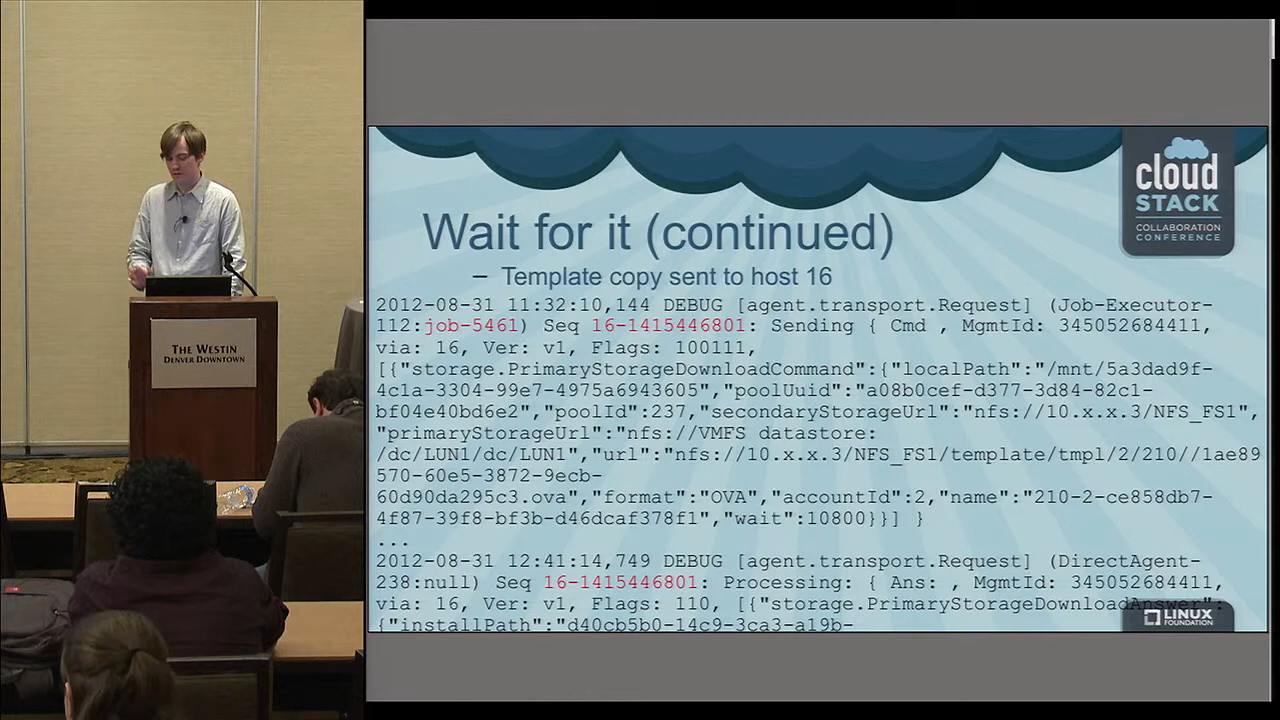 THE WESTIN
DENVER DOWNTOWN
cloud
STACK
COLLABORATION
CONFERENCE
Wait for it (continued)
– Template copy sent to host 16
2012-08-31 11:32:10,144 DEBUG [agent.transport.Request] (Job-Executor-
112:job-5461) Seq 16-1415446801: Sending { Cmd , MgmtId: 345052684411,
via: 16, Ver: v1, Flags: 100111,
[{"storage.PrimaryStorageDownloadCommand":{"localPath":"/mnt/5a3dad9f-
4c1a-3304-99e7-4975a6943605","poolUuid":"a08b0cef-d377-3d84-82c1-
bf04e40bd6e2","poolId":237,"secondaryStorageUrl":"nfs://10.x.x.3/NFS_FS1",
"primaryStorageUrl":"nfs://VMFS datastore:
/dc/LUN1/dc/LUN1","url":"nfs://10.x.x.3/NFS_FS1/template/tmpl/2/210//1ae89
570-60e5-3872-9ecb-
60d90da295c3.ova","format":"OVA","accountId":2,"name":"210-2-ce858db7-
4f87-39f8-bf3b-d46dcaf378f1","wait":10800}}] }
...
2012-08-31 12:41:14,749 DEBUG [agent.transport.Request] (DirectAgent-
238:null) Seq 16-1415446801: Processing: { Ans: , MgmtId: 345052684411,
via: 16, Ver: v1, Flags: 110, [{"storage.PrimaryStorageDownloadAnswer":
{"installPath":"d40cb5b0-14c9-3ca3-a19b-
LINUX
FOUNDATION